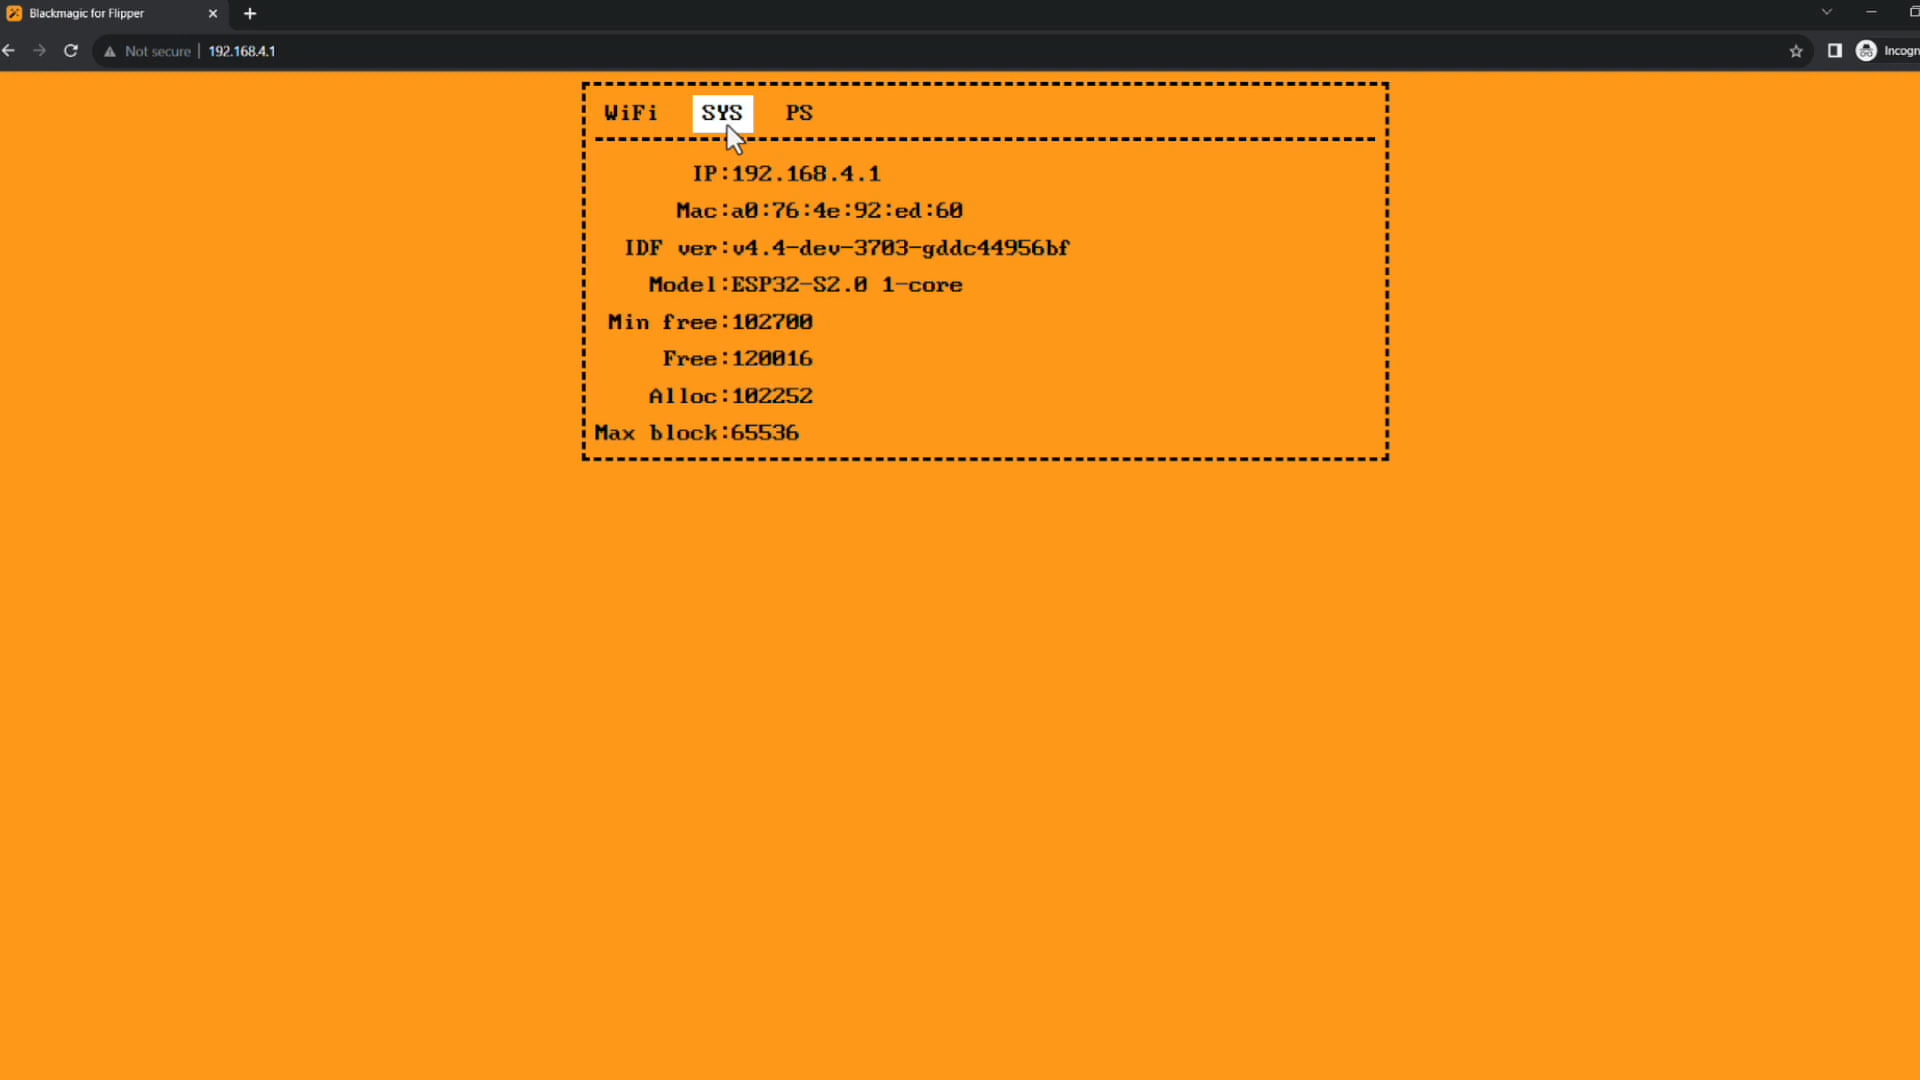 Blackmagic for Flipper
Not secure | 192.168.4.1
Incogn
WiFi SYS PS
IP:192.168.4.1
Mac:a0:76:4e:92:ed:60
IDF ver:v4.4-dev-3703-gddc44956bf
Model:ESP32-S2.0 1-core
Min free:102700
Free:120016
Alloc:102252
Max block:65536